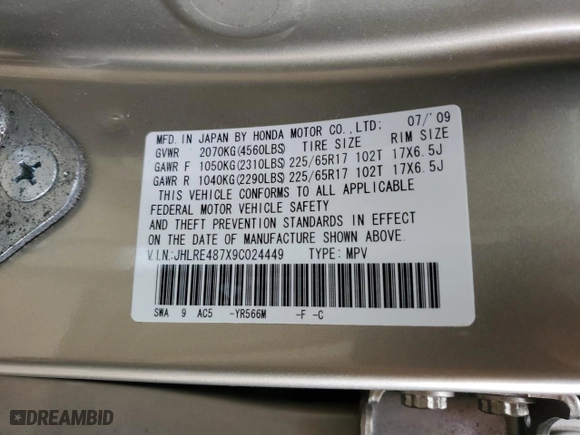 MFD. IN JAPAN BY HONDA MOTOR CO.,LTD; 07/'09
GVWR 2070KG(4560LBS) TIRE SIZE RIM SIZE
GAWR F 1050KG(2310LBS) 225/65R17 102T 17X6.5J
GAWR R 1040KG(2290LBS) 225/65R17 102T 17X6.5J
THIS VEHICLE CONFORMS TO ALL APPLICABLE
FEDERAL MOTOR VEHICLE SAFETY
AND THEFT PREVENTION STANDARDS IN EFFECT
ON THE DATE OF MANUFACTURE SHOWN ABOVE.
V.I.N:JHLRE487X9C024449 TYPE: MPV
SWA 9 AC5 -YR566M -F -C
DREAMBID